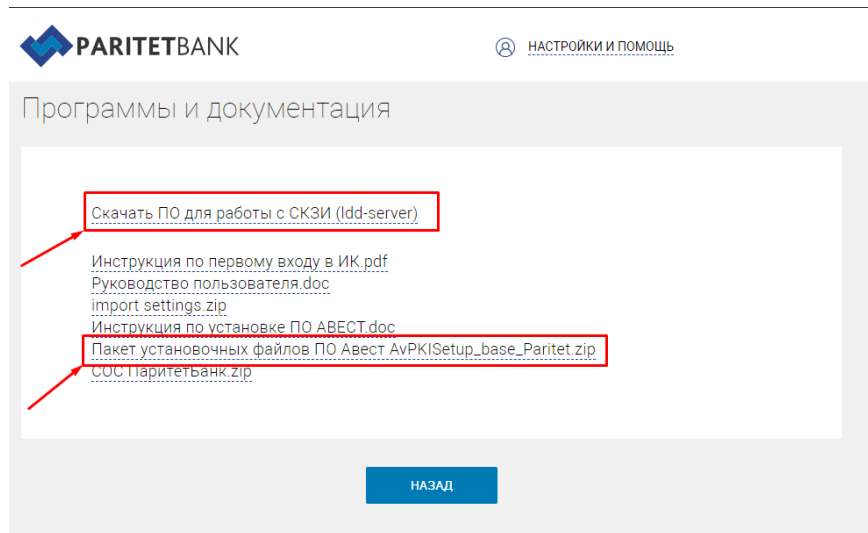 PARITETBANK
НАСТРОЙКИ И ПОМОЩЬ
Программы и документация
Скачать ПО для работы с СКЗИ (ldd-server)
Инструкция по первому входу в ИК.pdf
Руководство пользователя.doc
import settings.zip
Инструкция по установке ПО АВЕСТ.doc
Пакет установочных файлов ПО Авест AvPKISetup_base_Paritet.zip
СОС ПаритетБанк.zip
НАЗАД